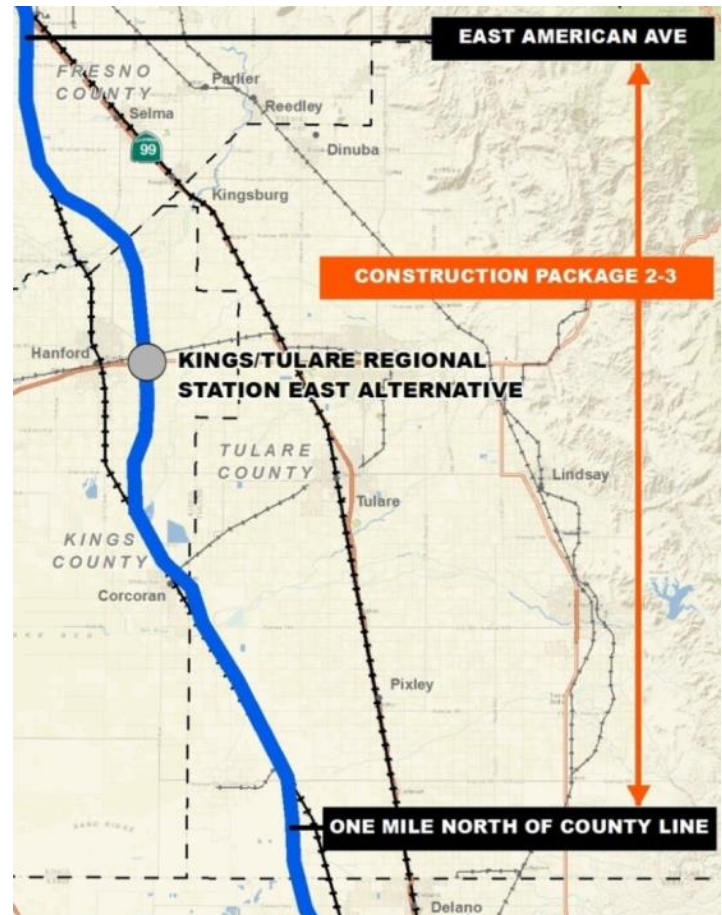 EAST AMERICAN AVE
FRESNO
COUNTY
Parlier
Reedley
Selma
99
Dinuba
Kingsburg
CONSTRUCTION PACKAGE 2-3
Hanford
KINGS/TULARE REGIONAL
STATION EAST ALTERNATIVE
TULARE
COUNTY
Lindsay
Tulare
KINGS
COUNTY
Corcoran
Pixley
ONE MILE NORTH OF COUNTY LINE
Delano